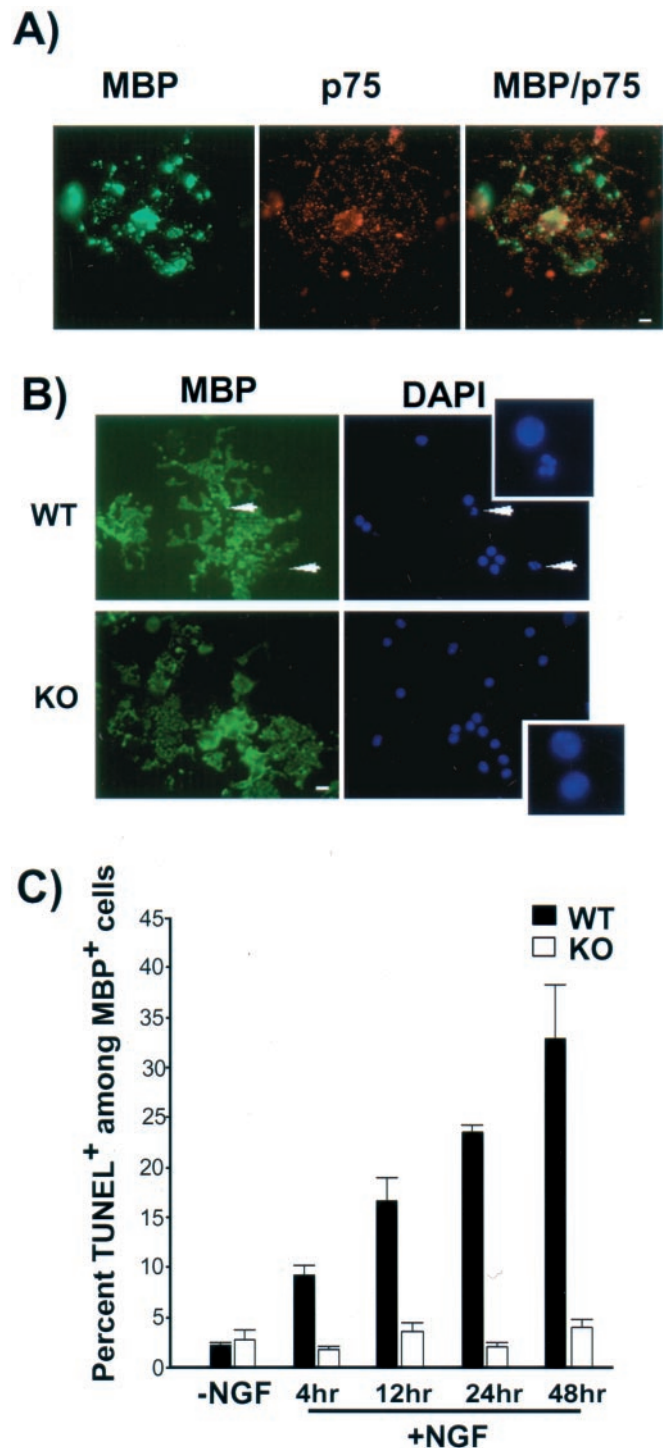 A)
MBP p75 MBP/p75
B)
MBP DAPI
WT
KO
C)
Percent TUNEL+ among MBP+ cells
45
40
35
30
25
20
15
10
5
0
WT
KO
-NGF 4hr 12hr 24hr 48hr
+NGF